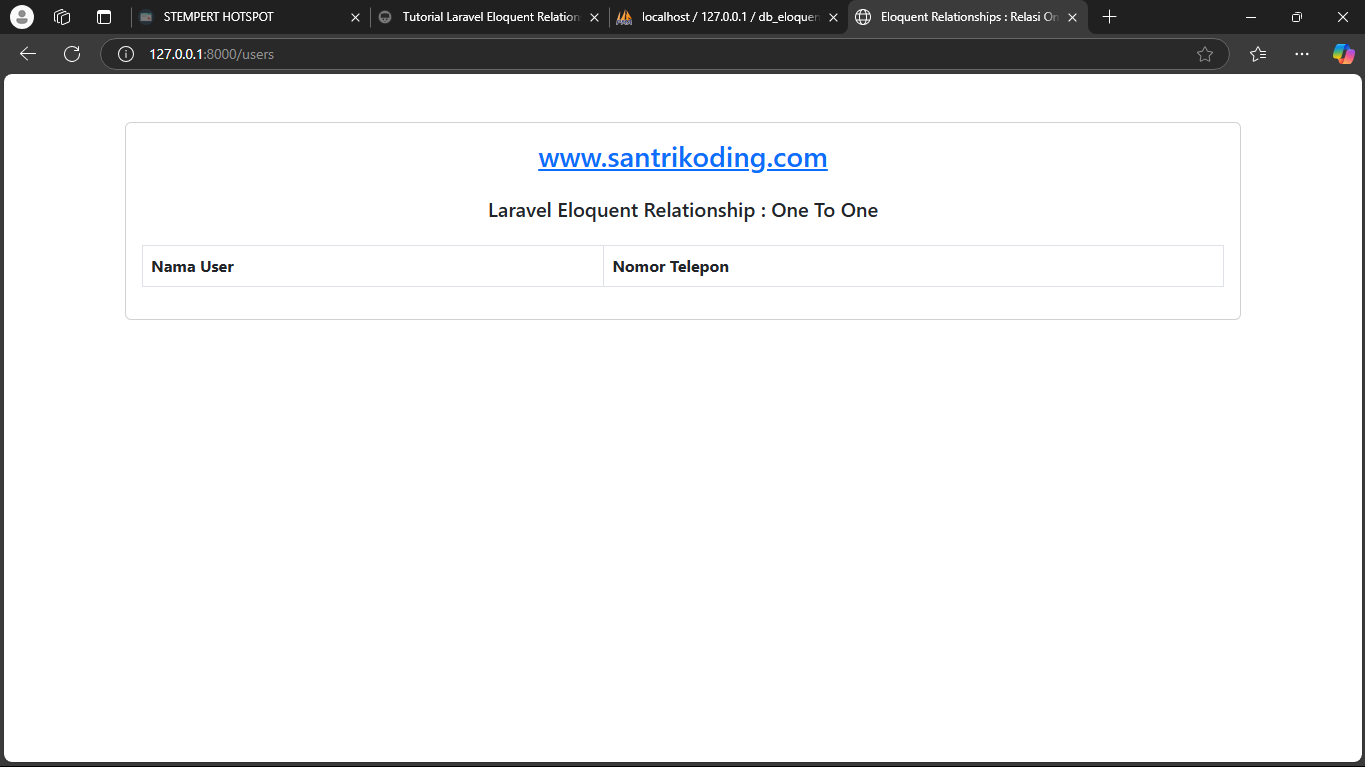 STEMPERT HOTSPOT
Tutorial Laravel Eloquent Relation
localhost / 127.0.0.1 / db_eloquen
Eloquent Relationships : Relasi On
127.0.0.1:8000/users
www.santrikoding.com
Laravel Eloquent Relationship : One To One
Nama User
Nomor Telepon